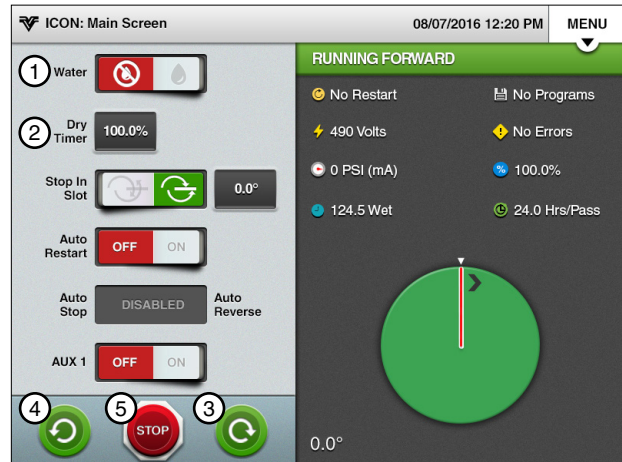 ICON: Main Screen
08/07/2016 12:20 PM
MENU
1
Water
2
Dry
Timer
100.0%
Stop In
Slot
0.0°
Auto
Restart
OFF
ON
Auto
Stop
DISABLED
Auto
Reverse
AUX 1
OFF
ON
4
5
3
STOP
RUNNING FORWARD
No Restart
No Programs
490 Volts
No Errors
0 PSI (mA)
%
100.0%
124.5 Wet
24.0 Hrs/Pass
0.0°